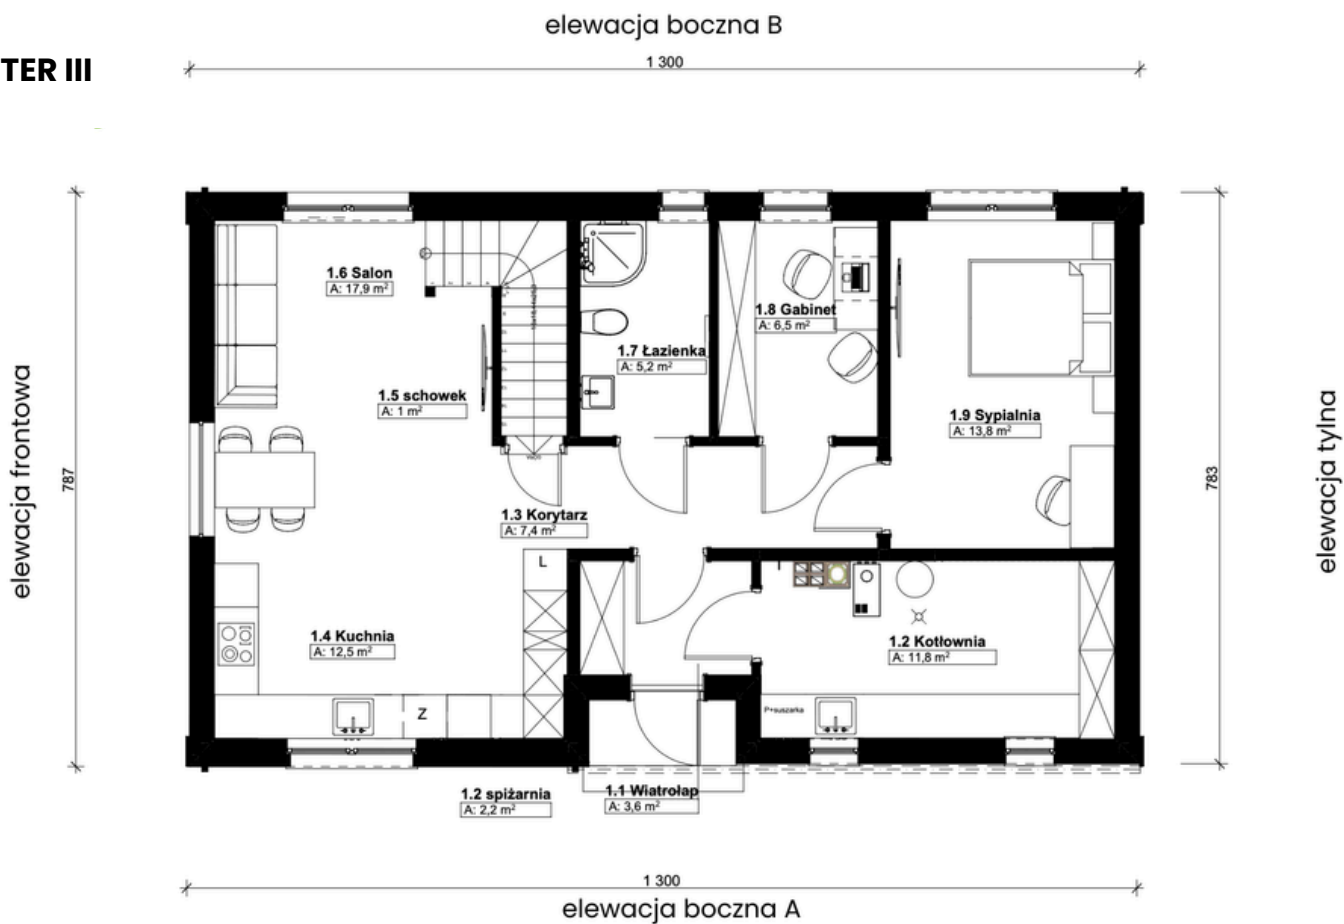 elewacja boczna B
1 300
TER III
elewacja frontowa
787
783
elewacja tylna
1.6 Salon
A: 17,9 m²
1.8 Gabinet
A: 6,5 m²
1.7 Łazienka
A: 5,2 m²
1.5 schowek
A: 1 m²
1.9 Sypialnia
A: 13,8 m²
1.3 Korytarz
A: 7,4 m²
L
1.4 Kuchnia
A: 12,5 m²
1.2 Kotłownia
A: 11,8 m²
Z
P+suszarka
1.2 spiżarnia
A: 2,2 m²
1.1 Wiatrołap
A: 3,6 m²
1 300
elewacja boczna A